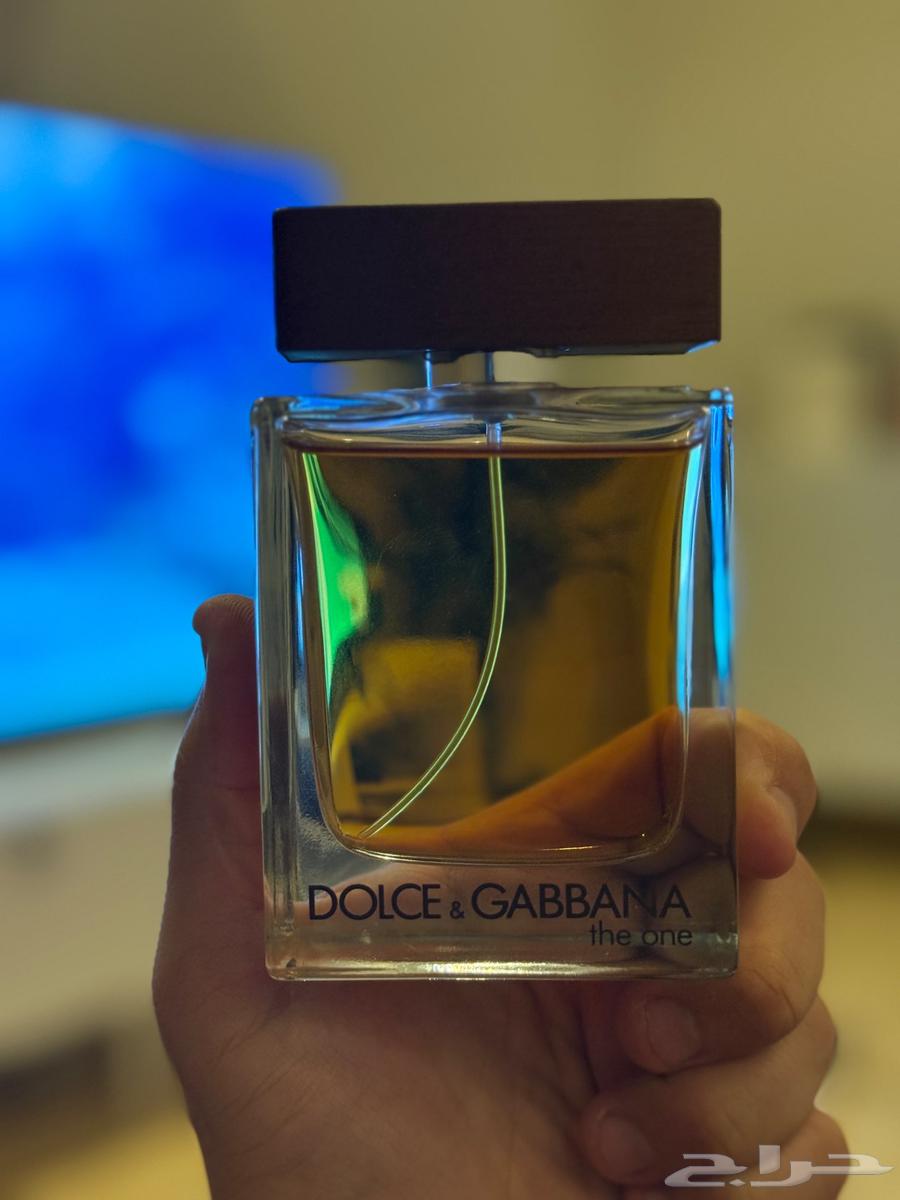 DOLCE & GABBANA
the one
حراج